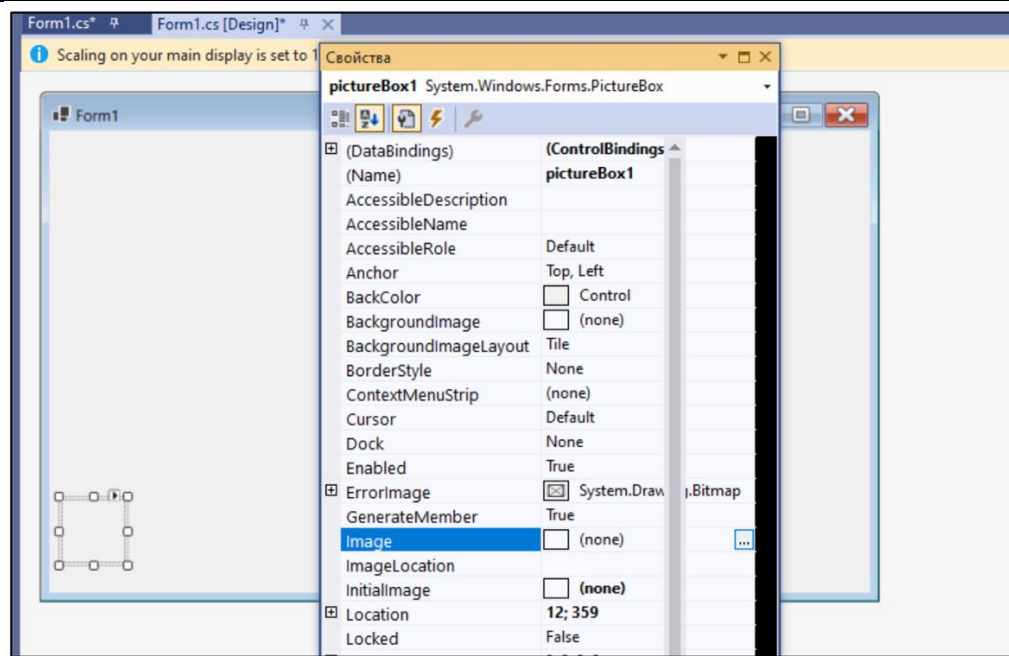 Form1.cs*
Form1.cs [Design]*
Scaling on your main display is set to 1
Свойства
pictureBox1 System.Windows.Forms.PictureBox
Form1
(DataBindings) (ControlBindings
(Name) pictureBox1
AccessibleDescription
AccessibleName
AccessibleRole Default
Anchor Top, Left
BackColor Control
BackgroundImage (none)
BackgroundImageLayout Tile
BorderStyle None
ContextMenuStrip (none)
Cursor Default
Dock None
Enabled True
ErrorImage System.Draw .Bitmap
GenerateMember True
Image (none) ...
ImageLocation
InitialImage (none)
Location 12; 359
Locked False